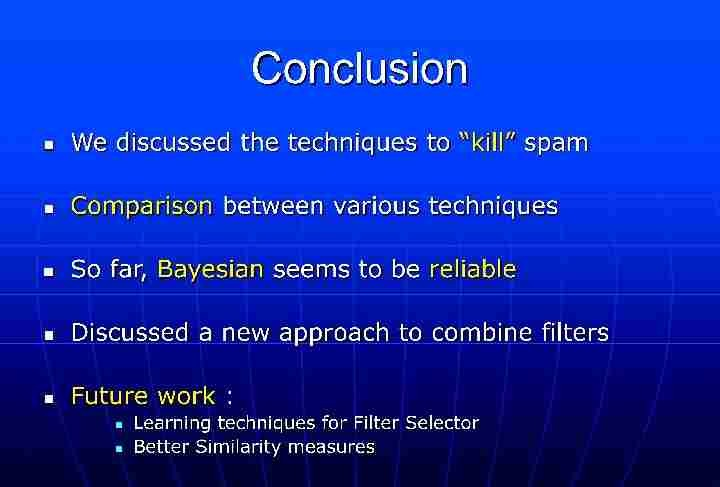 Conclusion
We discussed the techniques to “kill” spam
Comparison between various techniques
So far, Bayesian seems to be reliable
Discussed a new approach to combine filters
Future work :
Learning techniques for Filter Selector
Better Similarity measures